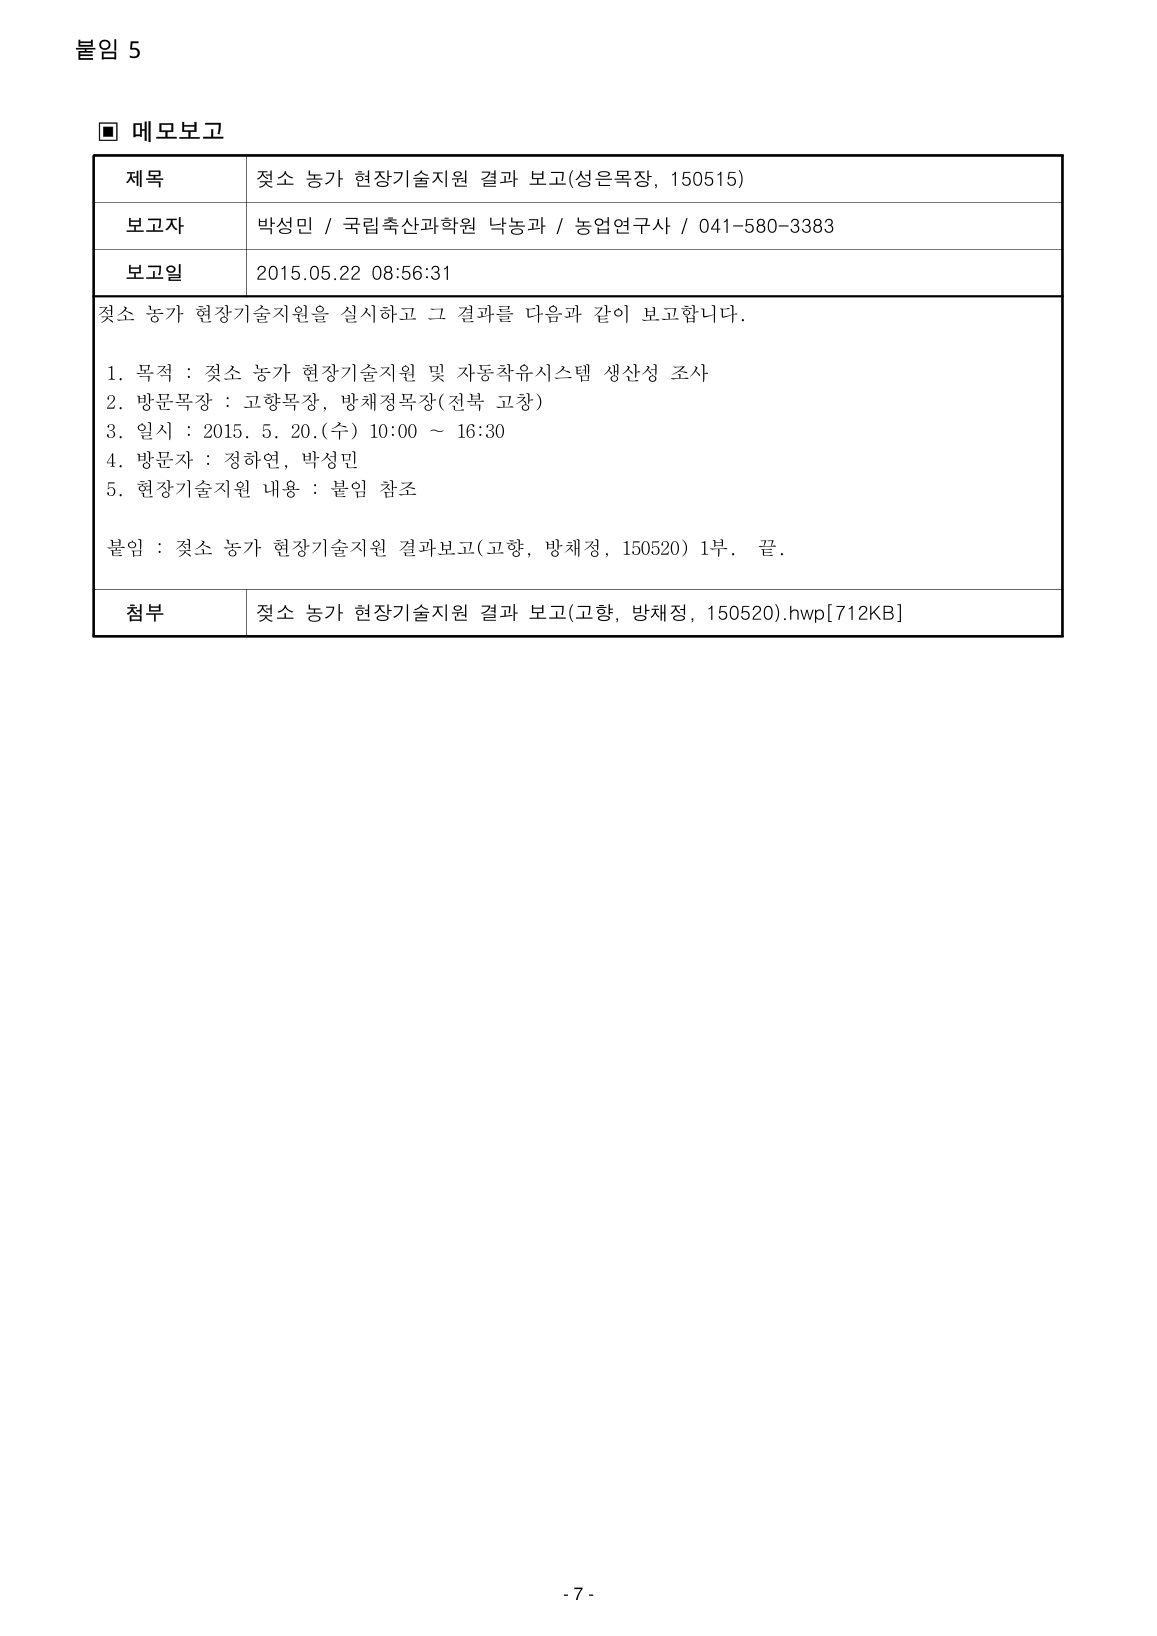 붙임 5
▣ 메모보고
제목 젖소 농가 현장기술지원 결과 보고(성은목장, 150515)
보고자 박성민 / 국립축산과학원 낙농과 / 농업연구사 / 041-580-3383
보고일 2015.05.22 08:56:31
젖소 농가 현장기술지원을 실시하고 그 결과를 다음과 같이 보고합니다.
1. 목적 : 젖소 농가 현장기술지원 및 자동착유시스템 생산성 조사
2. 방문목장 : 고향목장, 방채정목장(전북 고창)
3. 일시 : 2015. 5. 20.(수) 10:00 ~ 16:30
4. 방문자 : 정하연, 박성민
5. 현장기술지원 내용 : 붙임 참조
붙임 : 젖소 농가 현장기술지원 결과보고(고향, 방채정, 150520) 1부. 끝.
첨부 젖소 농가 현장기술지원 결과 보고(고향, 방채정, 150520).hwp[712KB]
- 7 -